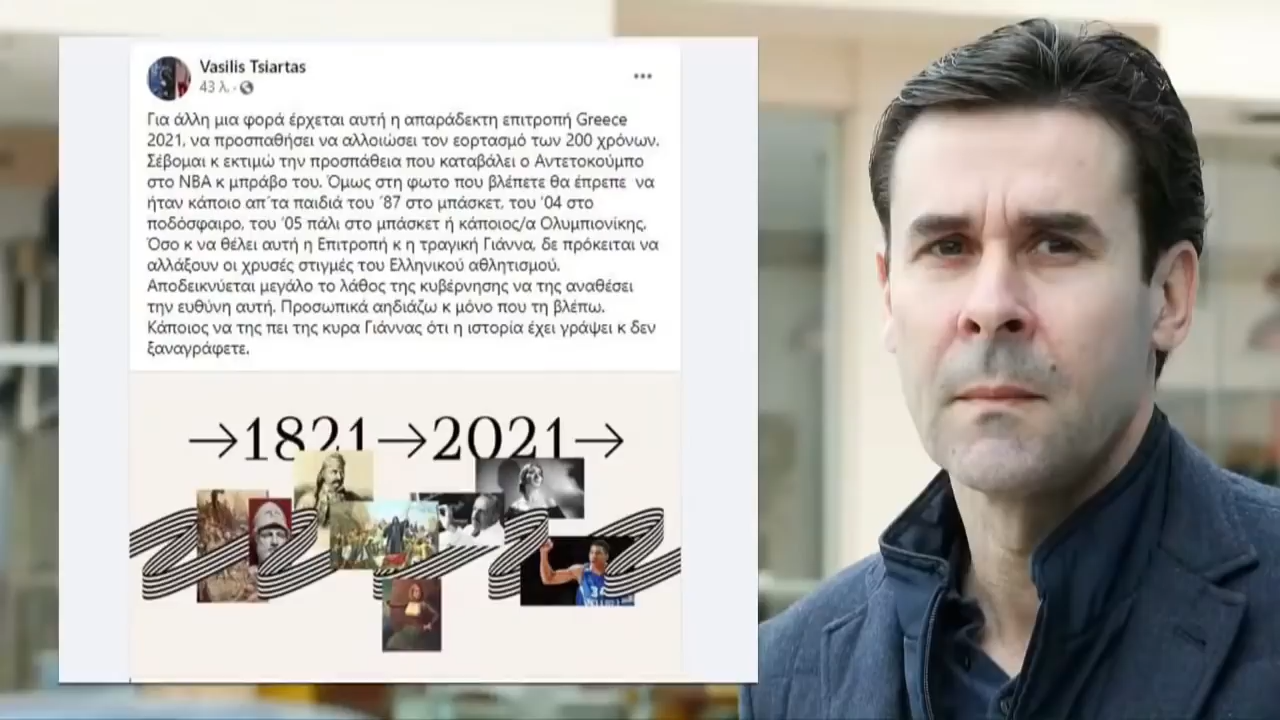 Vasilis Tsiartas
43 λ. ·
Για άλλη μια φορά έρχεται αυτή η απαράδεκτη επιτροπή Greece
2021, να προσπαθήσει να αλλοιώσει τον εορτασμό των 200 χρόνων.
Σέβομαι κ εκτιμώ την προσπάθεια που καταβάλει ο Αντετοκούμπο
στο NBA κ μπράβο του. Όμως στη φωτο που βλέπετε θα έπρεπε να
ήταν κάποιο απ΄τα παιδιά του ΄87 στο μπάσκετ, του ’04 στο
ποδόσφαιρο, του ’05 πάλι στο μπάσκετ ή κάποιος/α Ολυμπιονίκης.
Όσο κ να θέλει αυτή η Επιτροπή κ η τραγική Γιάννα, δε πρόκειται να
αλλάξουν οι χρυσές στιγμές του Ελληνικού αθλητισμού.
Αποδεικνύεται μεγάλο το λάθος της κυβέρνησης να της αναθέσει
την ευθύνη αυτή. Προσωπικά αηδιάζω κ μόνο που τη βλέπω.
Κάποιος να της πει της κυρα Γιάννας ότι η ιστορία έχει γράψει κ δεν
ξαναγράφετε.
→1821→2021→